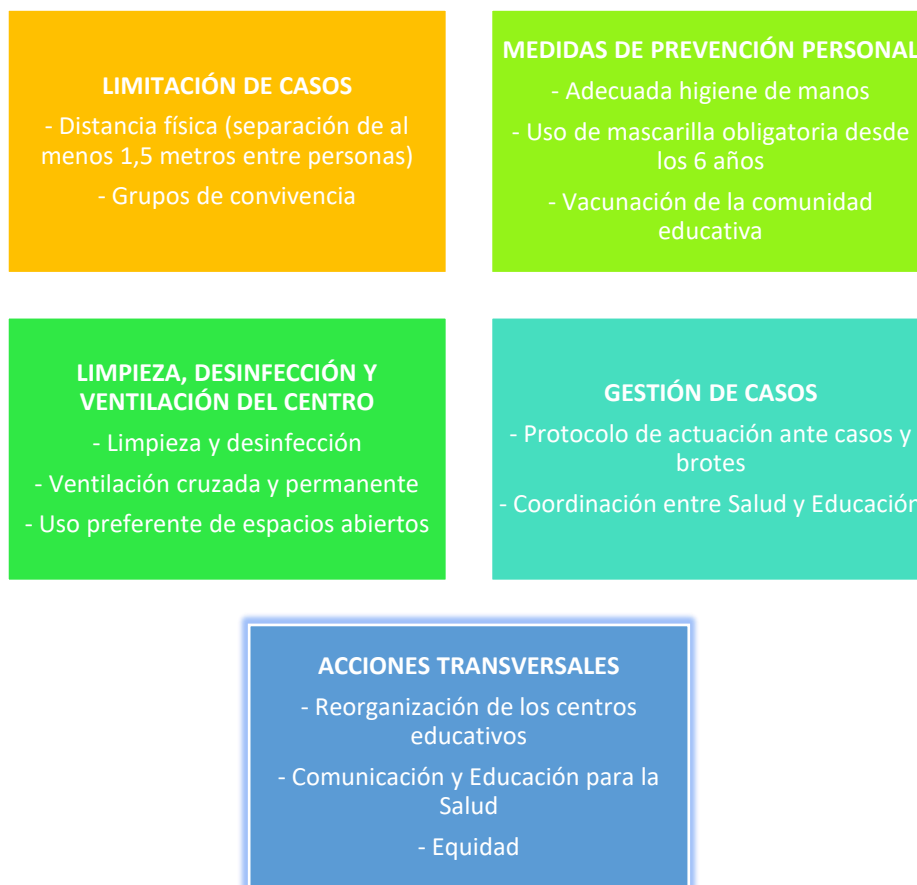 LIMITACIÓN DE CASOS
- Distancia física (separación de al
menos 1,5 metros entre personas)
- Grupos de convivencia
MEDIDAS DE PREVENCIÓN PERSONAL
- Adecuada higiene de manos
- Uso de mascarilla obligatoria desde
los 6 años
- Vacunación de la comunidad
educativa
LIMPIEZA, DESINFECCIÓN Y
VENTILACIÓN DEL CENTRO
- Limpieza y desinfección
- Ventilación cruzada y permanente
- Uso preferente de espacios abiertos
GESTIÓN DE CASOS
- Protocolo de actuación ante casos y
brotes
- Coordinación entre Salud y Educación
ACCIONES TRANSVERSALES
- Reorganización de los centros
educativos
- Comunicación y Educación para la
Salud
- Equidad